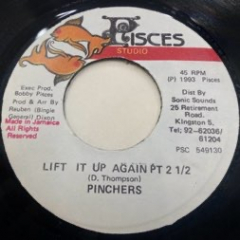 PISCES
STUDIO
Exec Prod.
Bobby Pisces
Prod & Arr By
Reuben (Bingie
General) Dixon
Made in Jamaica
All Rights
Reserved
45 RPM
(P) 1993 Pisces
Dist By
Sonic Sounds
25 Retirement
Road,
Kingston 5,
Tel: 92-62036/
61204
PSC 549130
LIFT IT UP AGAIN PT 2 1/2
(D. Thompson)
PINCHERS